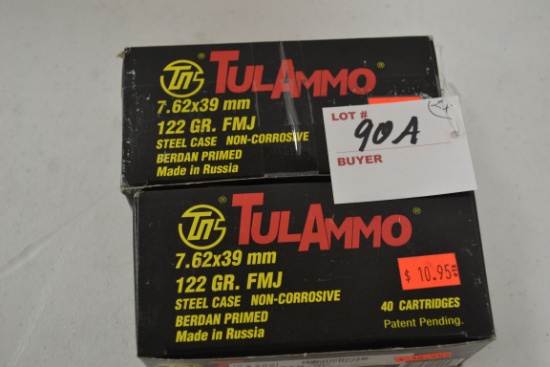 TulAmmo®
7.62x39 mm
122 GR. FMJ
STEEL CASE NON-CORROSIVE
BERDAN PRIMED
Made in Russia
LOT # 90A
BUYER
TulAmmo®
7.62x39 mm
122 GR. FMJ
STEEL CASE NON-CORROSIVE
BERDAN PRIMED
Made in Russia
$ 10.95
40 CARTRIDGES
Patent Pending.